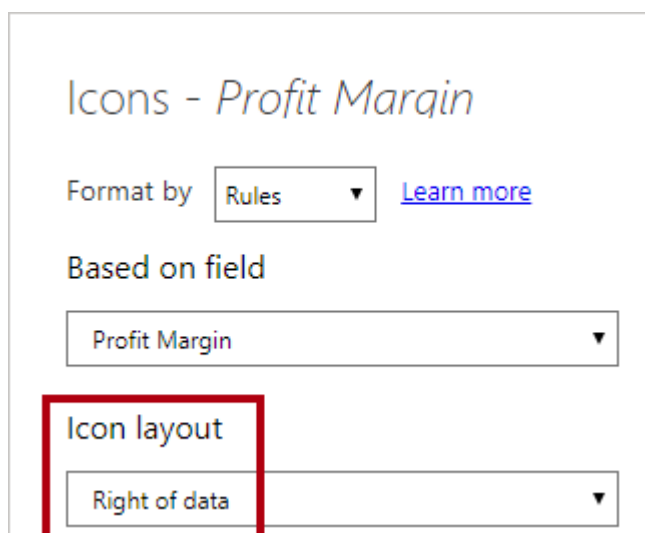 Icons - Profit Margin
Format by Rules Learn more
Based on field
Profit Margin
Icon layout
Right of data